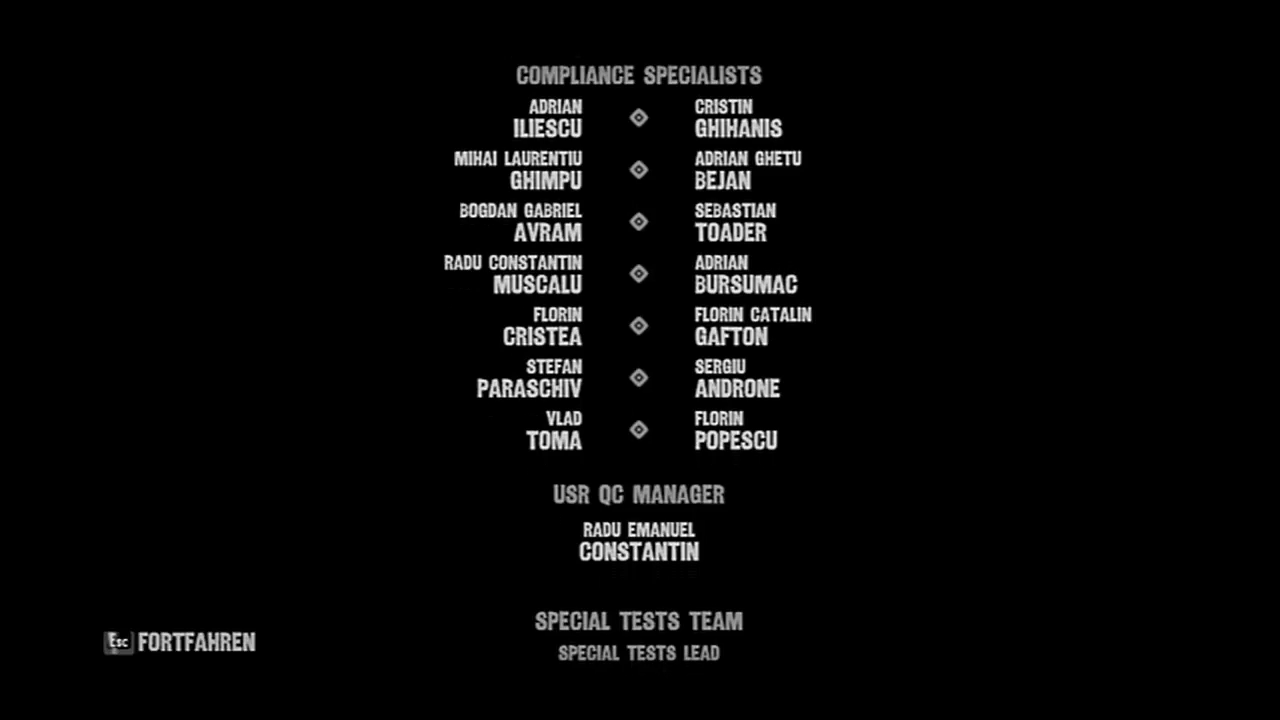 COMPLIANCE SPECIALISTS
ADRIAN
ILIESCU
CRISTIN
GHIHANIS
MIHAI LAURENTIU
GHIMPU
ADRIAN GHETU
BEJAN
BOGDAN GABRIEL
AVRAM
SEBASTIAN
TOADER
RADU CONSTANTIN
MUSCALU
ADRIAN
BURSUMAC
FLORIN
CRISTEA
FLORIN CATALIN
GAFTON
STEFAN
PARASCHIV
SERGIU
ANDRONE
VLAD
TOMA
FLORIN
POPESCU
USR QC MANAGER
RADU EMANUEL
CONSTANTIN
SPECIAL TESTS TEAM
SPECIAL TESTS LEAD
Esc FORTFAHREN